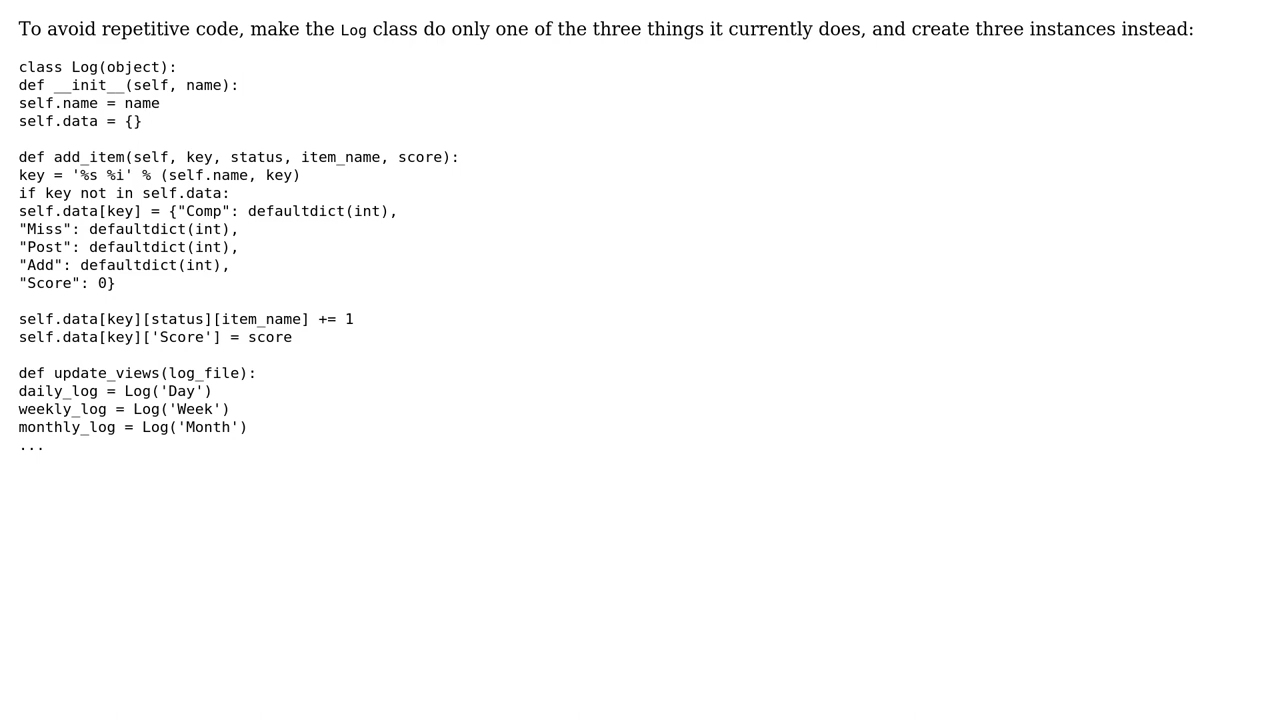 To avoid repetitive code, make the Log class do only one of the three things it currently does, and create three instances instead:
class Log(object):
def __init__(self, name):
self.name = name
self.data = {}
def add_item(self, key, status, item_name, score):
key = '%s %i' % (self.name, key)
if key not in self.data:
self.data[key] = {"Comp": defaultdict(int),
"Miss": defaultdict(int),
"Post": defaultdict(int),
"Add": defaultdict(int),
"Score": 0}
self.data[key][status][item_name] += 1
self.data[key]['Score'] = score
def update_views(log_file):
daily_log = Log('Day')
weekly_log = Log('Week')
monthly_log = Log('Month')
...